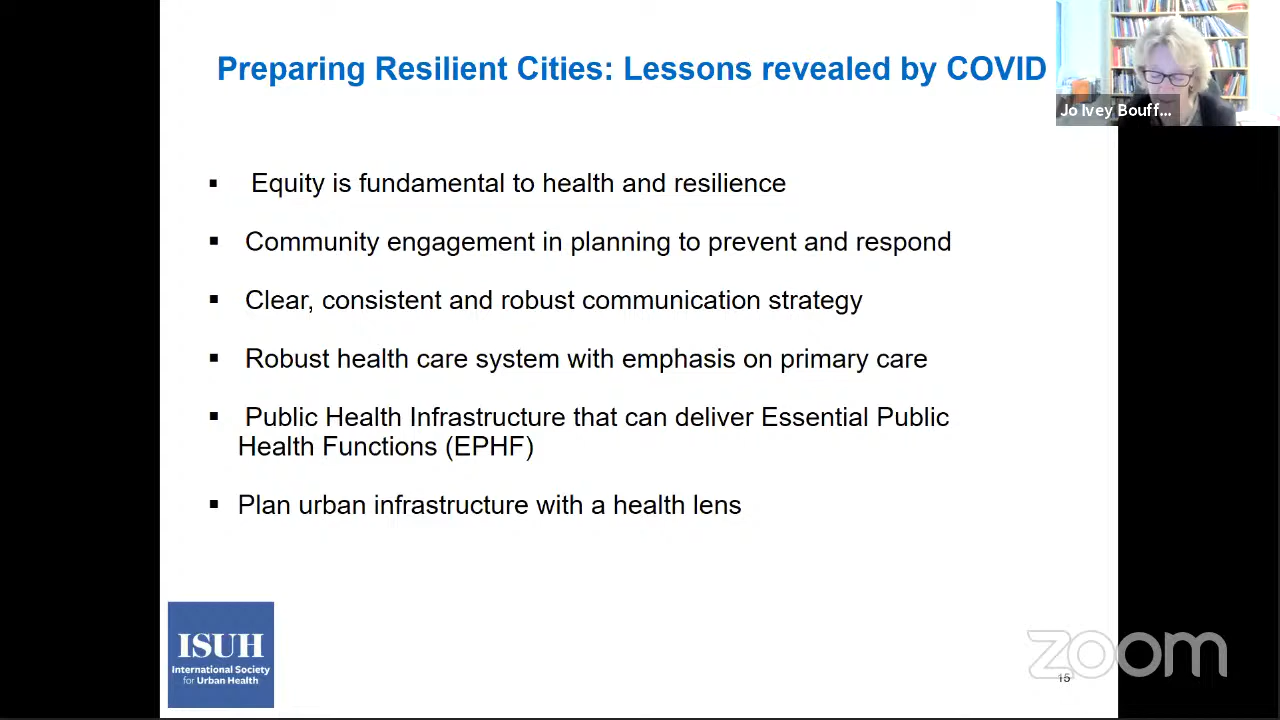 Preparing Resilient Cities: Lessons revealed by COVID
Jo Ivey Bouff...
▪ Equity is fundamental to health and resilience
▪ Community engagement in planning to prevent and respond
▪ Clear, consistent and robust communication strategy
▪ Robust health care system with emphasis on primary care
▪ Public Health Infrastructure that can deliver Essential Public
Health Functions (EPHF)
▪ Plan urban infrastructure with a health lens
ISUH
International Society
for Urban Health
zoom
15